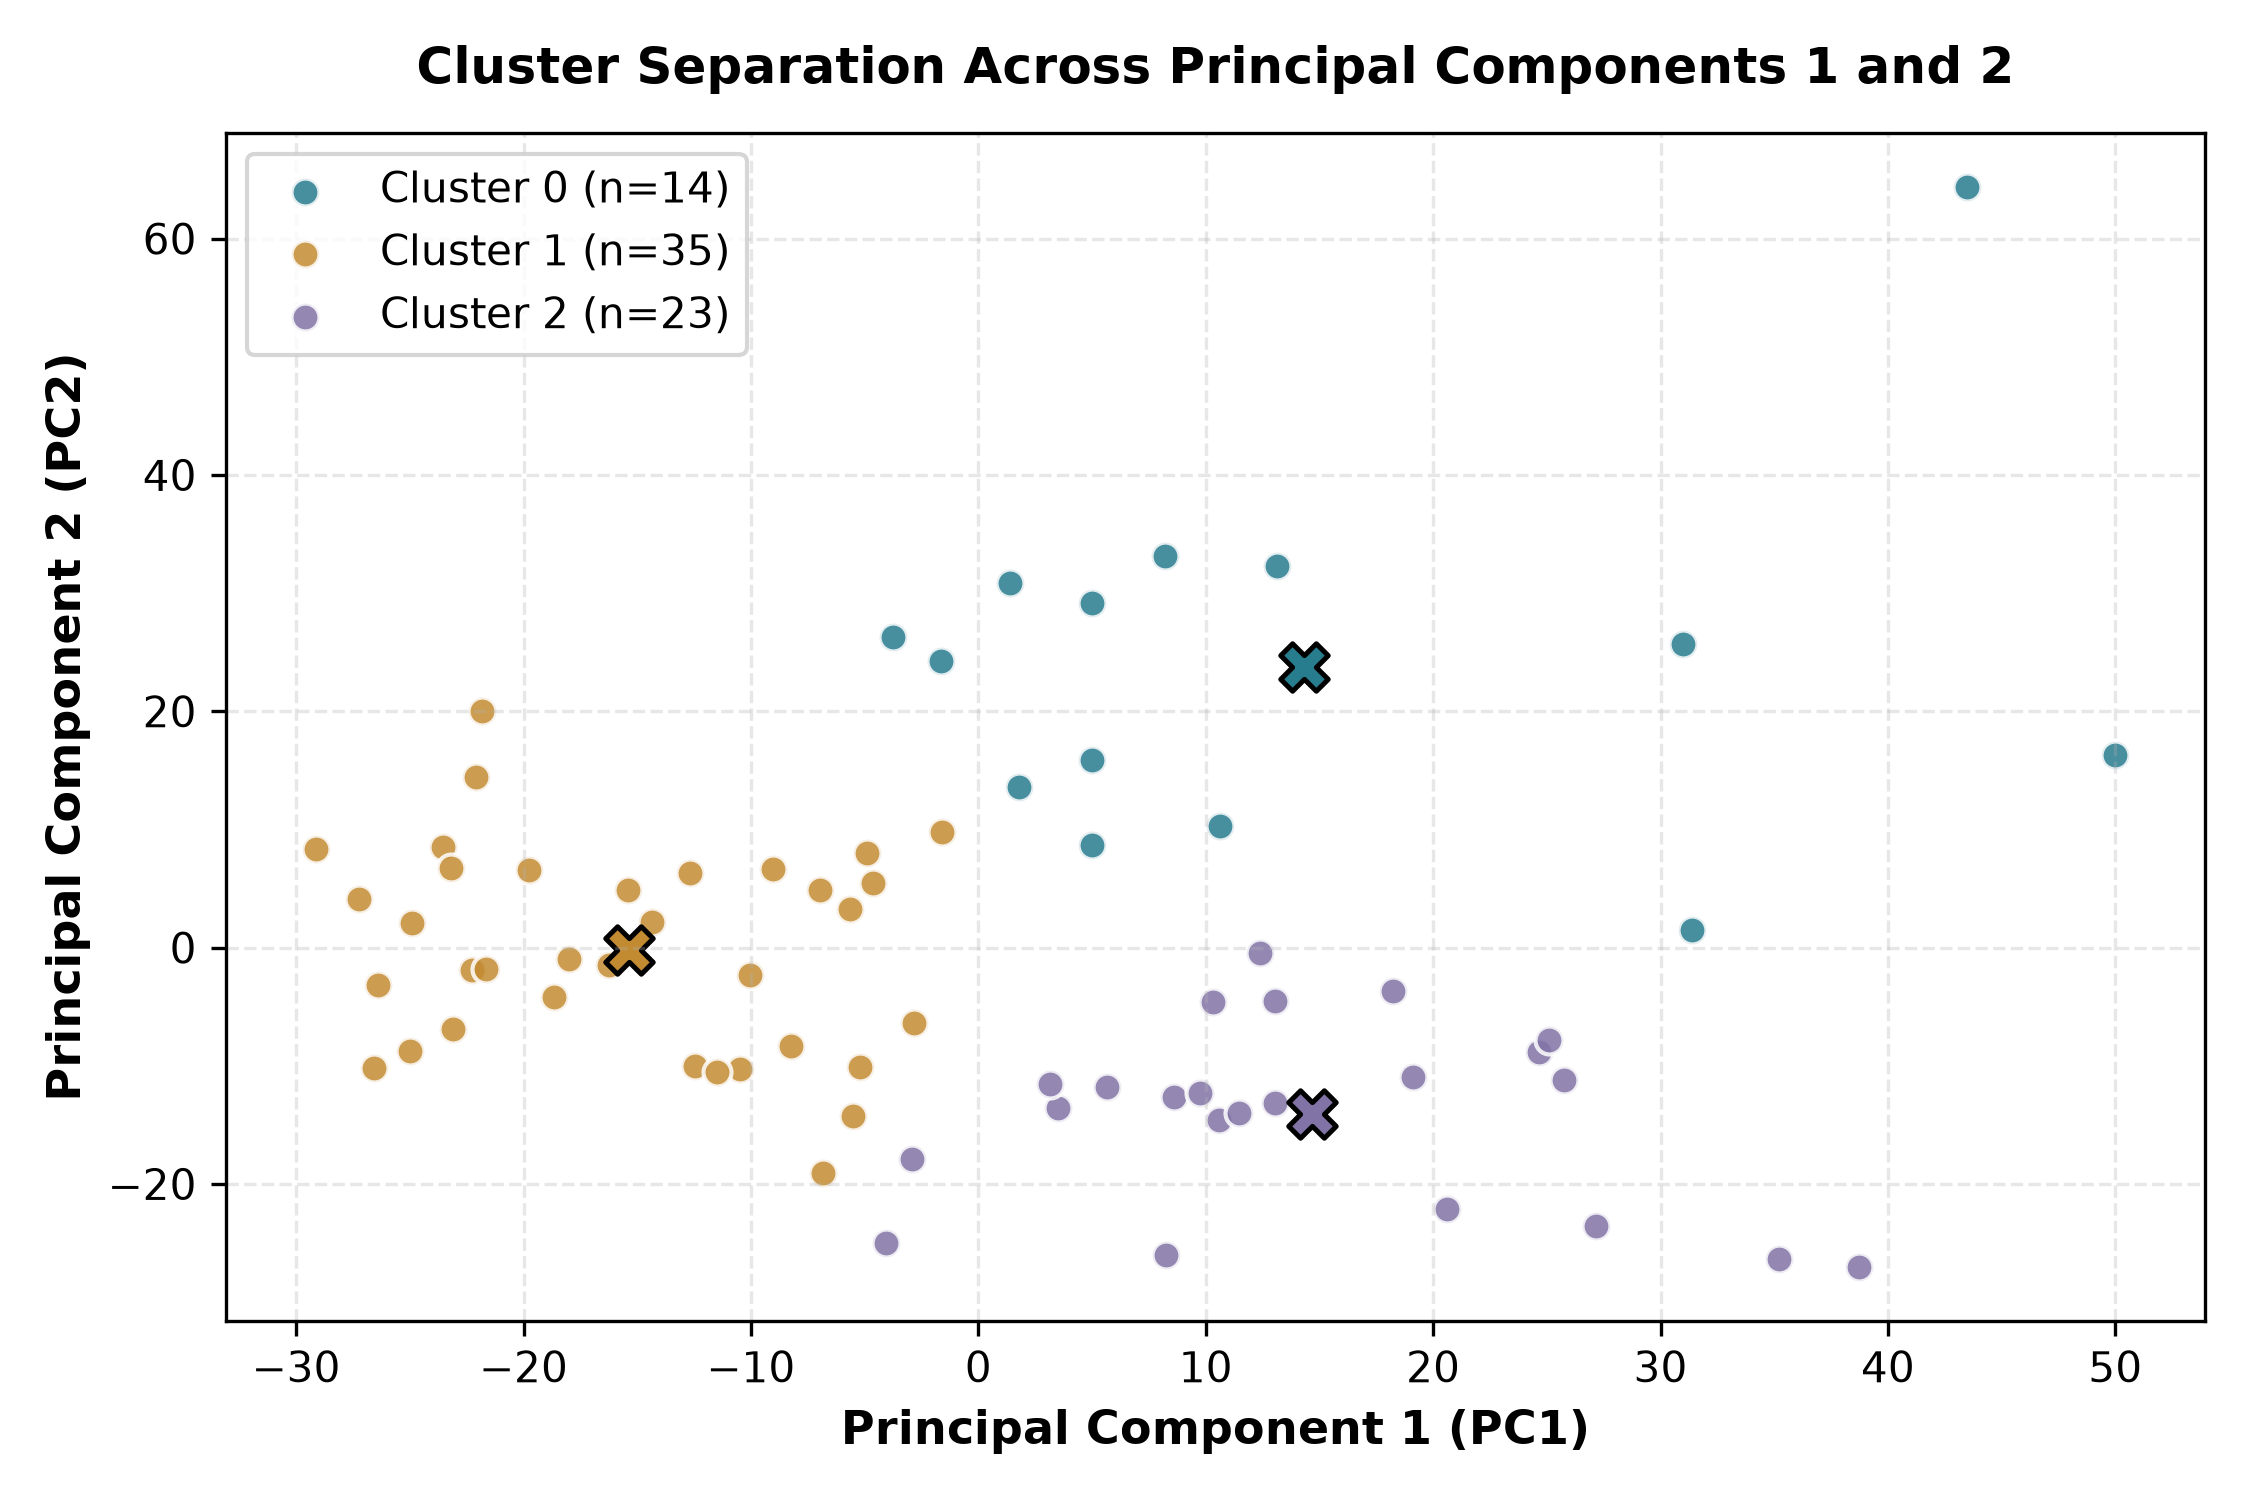 Cluster Separation Across Principal Components 1 and 2
Cluster 0 (n=14)
Cluster 1 (n=35)
Cluster 2 (n=23)
Principal Component 2 (PC2)
60
40
20
0
−20
−30 −20 −10 0 10 20 30 40 50
Principal Component 1 (PC1)